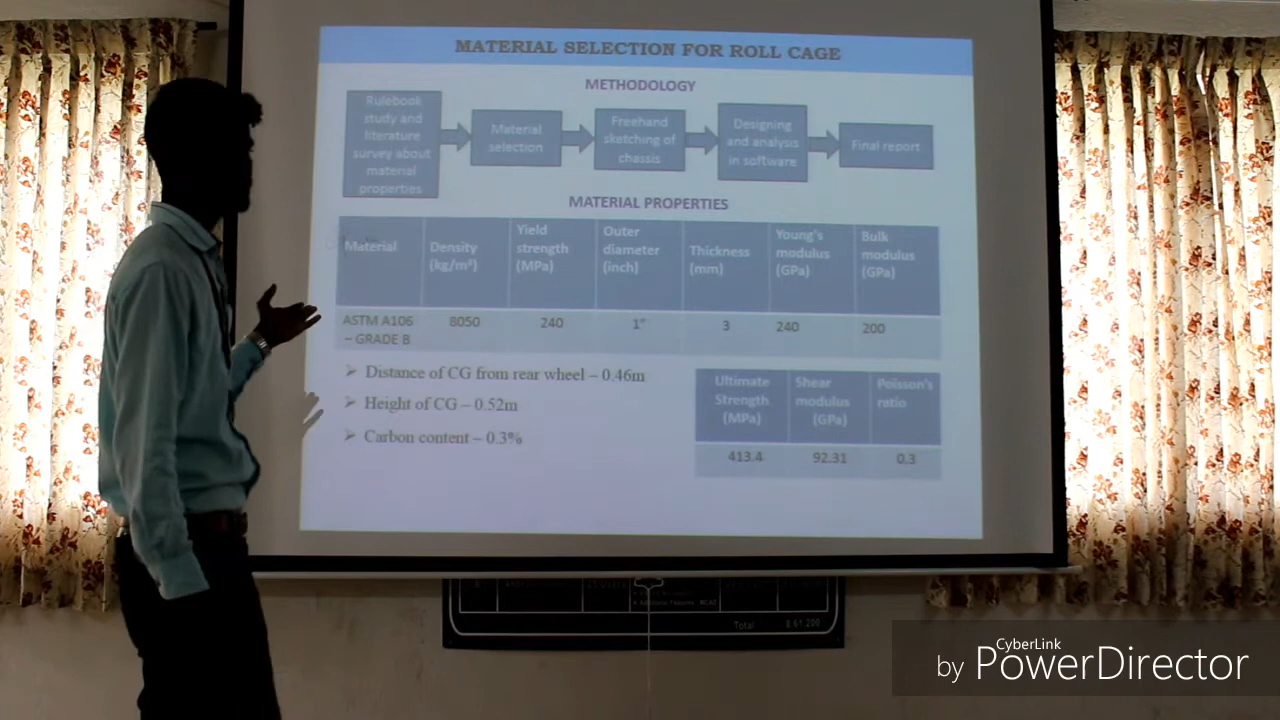 MATERIAL SELECTION FOR ROLL CAGE
METHODOLOGY
Rulebook
study and
literature
survey about
material
properties
Material
selection
Freehand
sketching of
chassis
Designing
and analysis
in software
Final report
MATERIAL PROPERTIES
Material
Density
(kg/m³)
Yield
strength
(MPa)
Outer
diameter
(inch)
Thickness
(mm)
Young's
modulus
(GPa)
Bulk
modulus
(GPa)
ASTM A106
– GRADE B
8050
240
1"
3
240
200
➢ Distance of CG from rear wheel – 0.46m
➢ Height of CG – 0.52m
➢ Carbon content – 0.3%
Ultimate
Strength
(MPa)
Shear
modulus
(GPa)
Poisson's
ratio
413.4
92.31
0.3
Total
8,61,200
CyberLink
by PowerDirector